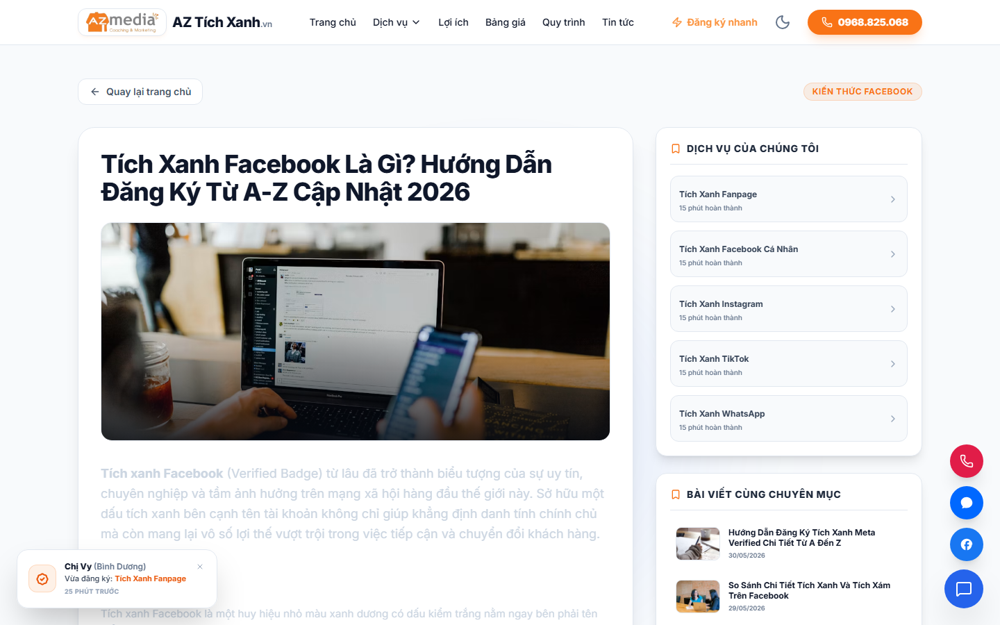 AZmedia
Coaching & Marketing
AZ Tích Xanh.vn
Trang chủ
Dịch vụ
Lợi ích
Bảng giá
Quy trình
Tin tức
Đăng ký nhanh
0968.825.068
Quay lại trang chủ
KIẾN THỨC FACEBOOK
Tích Xanh Facebook Là Gì? Hướng Dẫn
Đăng Ký Từ A-Z Cập Nhật 2026
Tích xanh Facebook (Verified Badge) từ lâu đã trở thành biểu tượng của sự uy tín,
chuyên nghiệp và tầm ảnh hưởng trên mạng xã hội hàng đầu thế giới này. Sở hữu một
dấu tích xanh bên cạnh tên tài khoản không chỉ giúp khẳng định danh tính chính chủ
mà còn mang lại vô số lợi thế vượt trội trong việc tiếp cận và chuyển đổi khách hàng.
Tích xanh Facebook là một huy hiệu nhỏ màu xanh dương có dấu kiểm trắng nằm ngay bên phải tên
DỊCH VỤ CỦA CHÚNG TÔI
Tích Xanh Fanpage
15 phút hoàn thành
Tích Xanh Facebook Cá Nhân
15 phút hoàn thành
Tích Xanh Instagram
15 phút hoàn thành
Tích Xanh TikTok
15 phút hoàn thành
Tích Xanh WhatsApp
15 phút hoàn thành
BÀI VIẾT CÙNG CHUYÊN MỤC
Hướng Dẫn Đăng Ký Tích Xanh Meta
Verified Chi Tiết Từ A Đến Z
30/05/2026
So Sánh Chi Tiết Tích Xanh Và Tích Xám
Trên Facebook
29/05/2026
Chị Vy (Bình Dương)
Vừa đăng ký: Tích Xanh Fanpage
25 PHÚT TRƯỚC